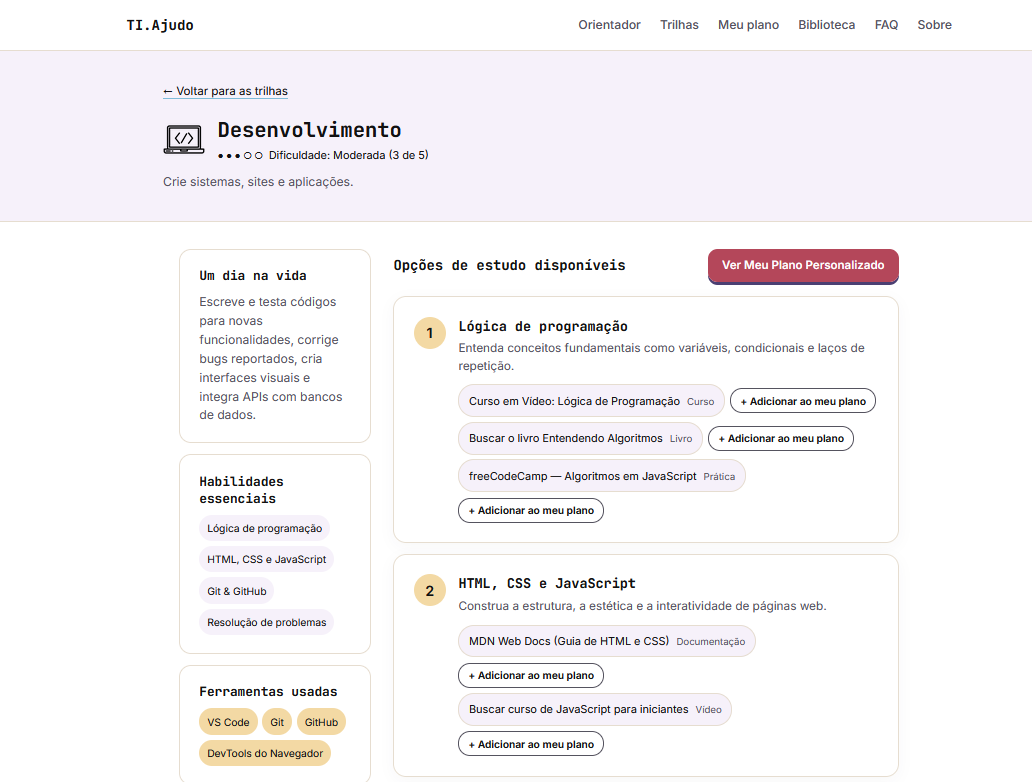 TI.Ajudo
Orientador Trilhas Meu plano Biblioteca FAQ Sobre
← Voltar para as trilhas
</>
Desenvolvimento
●●●○○ Dificuldade: Moderada (3 de 5)
Crie sistemas, sites e aplicações.
Um dia na vida
Escreve e testa códigos
para novas
funcionalidades, corrige
bugs reportados, cria
interfaces visuais e
integra APIs com bancos
de dados.
Habilidades
essenciais
Lógica de programação
HTML, CSS e JavaScript
Git & GitHub
Resolução de problemas
Ferramentas usadas
VS Code Git GitHub
DevTools do Navegador
Opções de estudo disponíveis
Ver Meu Plano Personalizado
1
Lógica de programação
Entenda conceitos fundamentais como variáveis, condicionais e laços de
repetição.
Curso em Vídeo: Lógica de Programação Curso + Adicionar ao meu plano
Buscar o livro Entendendo Algoritmos Livro + Adicionar ao meu plano
freeCodeCamp — Algoritmos em JavaScript Prática
+ Adicionar ao meu plano
2
HTML, CSS e JavaScript
Construa a estrutura, a estética e a interatividade de páginas web.
MDN Web Docs (Guia de HTML e CSS) Documentação
+ Adicionar ao meu plano
Buscar curso de JavaScript para iniciantes Vídeo
+ Adicionar ao meu plano